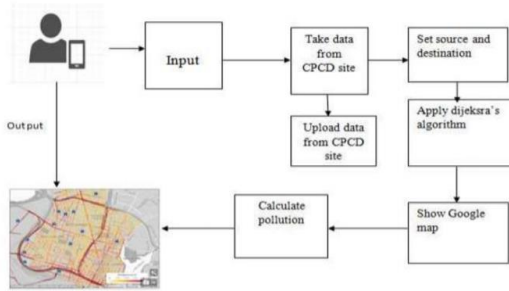 Input
Take data
from
CPCD site
Set source and
destination
Upload data
from CPCD
site
Apply dijeksra's
algorithm
Output
Calculate
pollution
Show Google
map